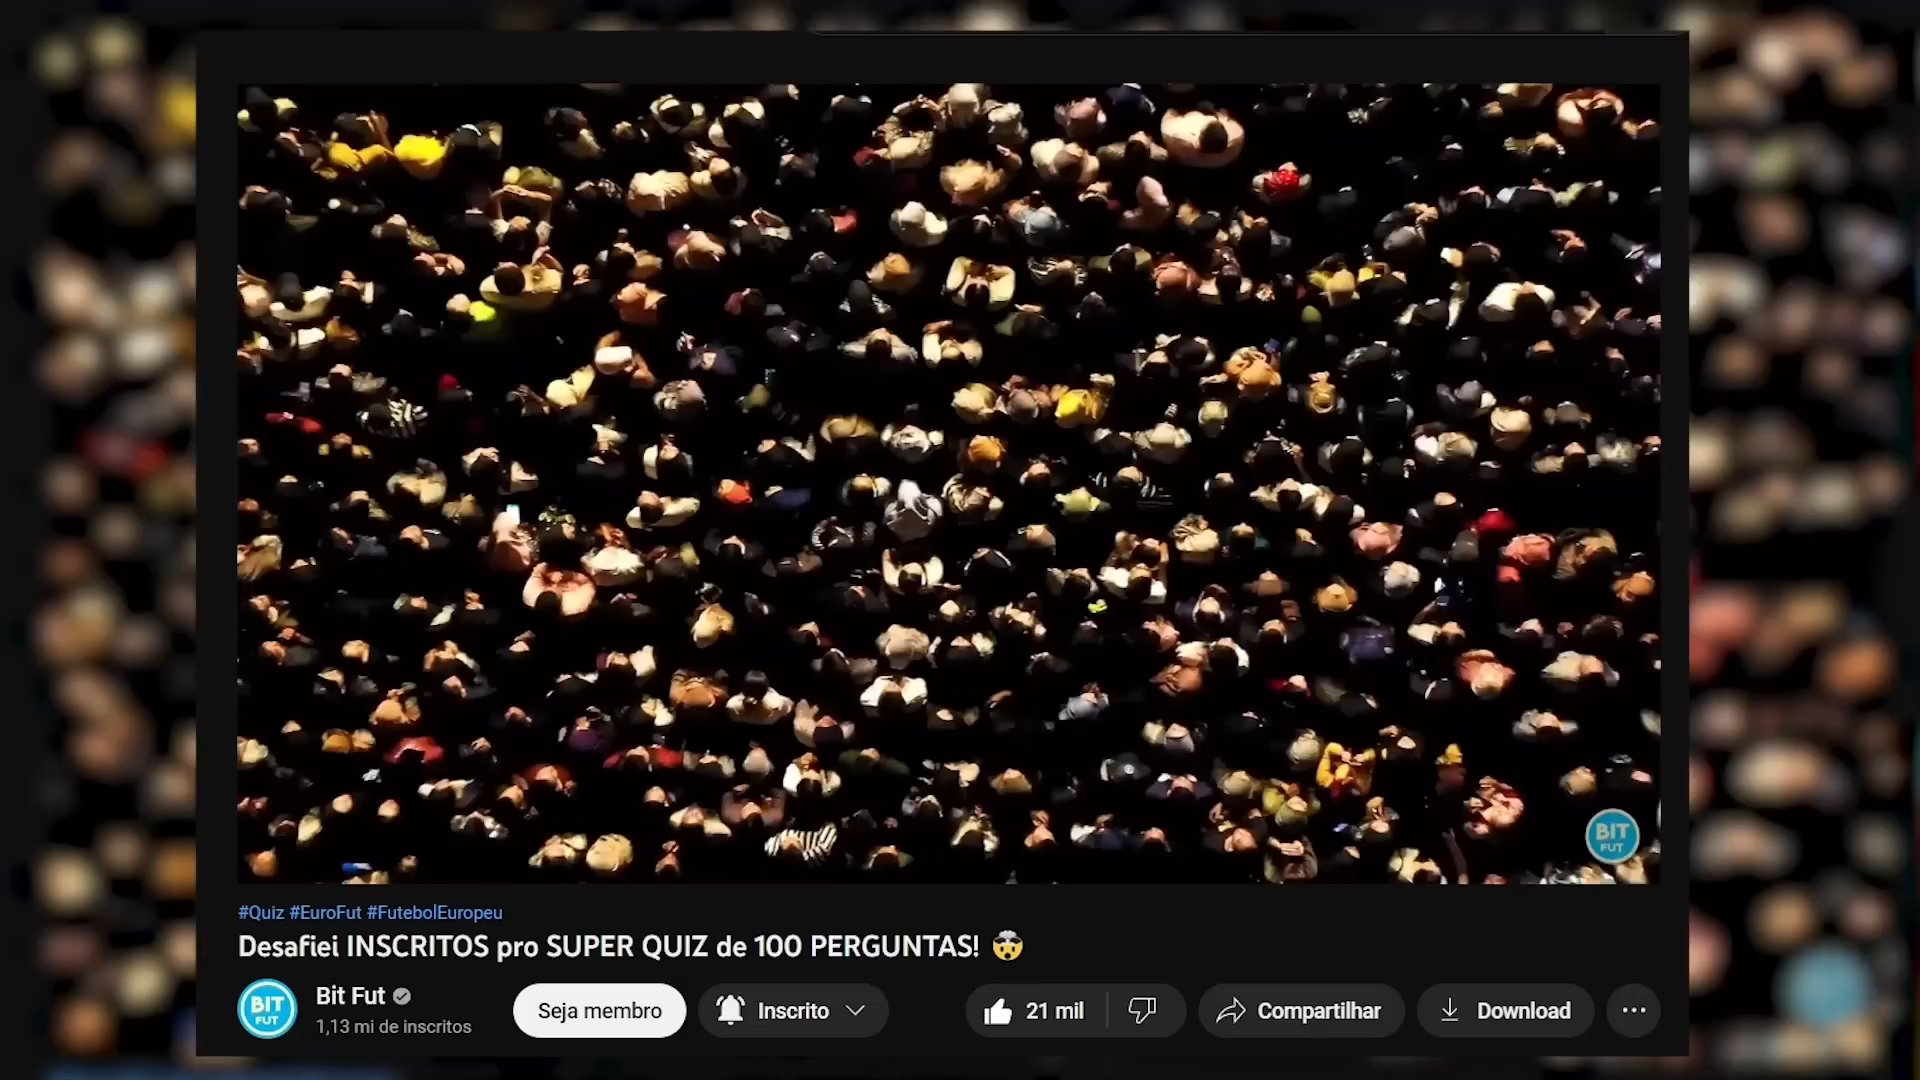 BIT
FUT
#Quiz #EuroFut #FutebolEuropeu
Desafiei INSCRITOS pro SUPER QUIZ de 100 PERGUNTAS!
BIT
FUT
Bit Fut
1,13 mi de inscritos
Seja membro
Inscrito
21 mil
Compartilhar
Download